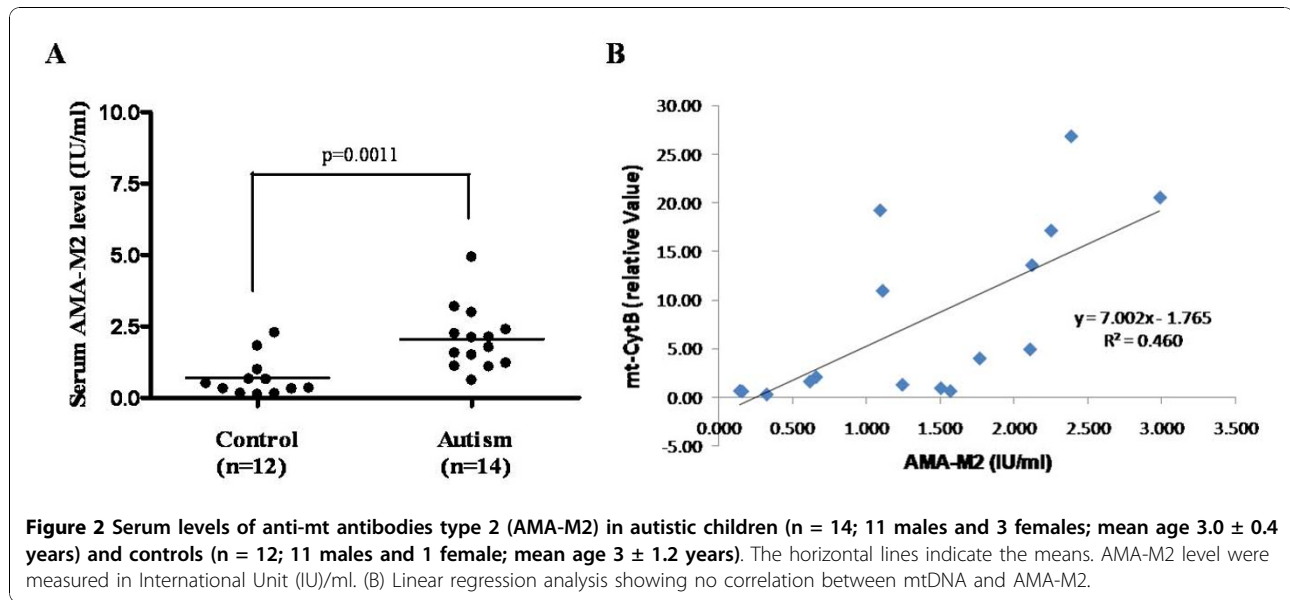 A
Serum AMA-M2 level (IU/ml)
10.0
7.5
5.0
2.5
0.0
p=0.0011
Control
(n=12)
Autism
(n=14)
B
mt-CytB (relative Value)
30.00
25.00
20.00
15.00
10.00
5.00
0.00
-5.00
y = 7.002x - 1.765
R² = 0.460
0.000 0.500 1.000 1.500 2.000 2.500 3.000 3.500
AMA-M2 (IU/ml)
Figure 2 Serum levels of anti-mt antibodies type 2 (AMA-M2) in autistic children (n = 14; 11 males and 3 females; mean age 3.0 ± 0.4
years) and controls (n = 12; 11 males and 1 female; mean age 3 ± 1.2 years). The horizontal lines indicate the means. AMA-M2 level were
measured in International Unit (IU)/ml. (B) Linear regression analysis showing no correlation between mtDNA and AMA-M2.